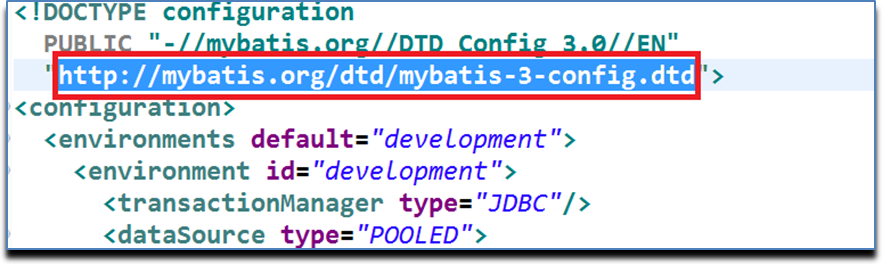 <!DOCTYPE configuration
PUBLIC "-//mybatis.org//DTD Config 3.0//EN"
"http://mybatis.org/dtd/mybatis-3-config.dtd">
<configuration>
<environments default="development">
<environment id="development">
<transactionManager type="JDBC"/>
<dataSource type="POOLED">